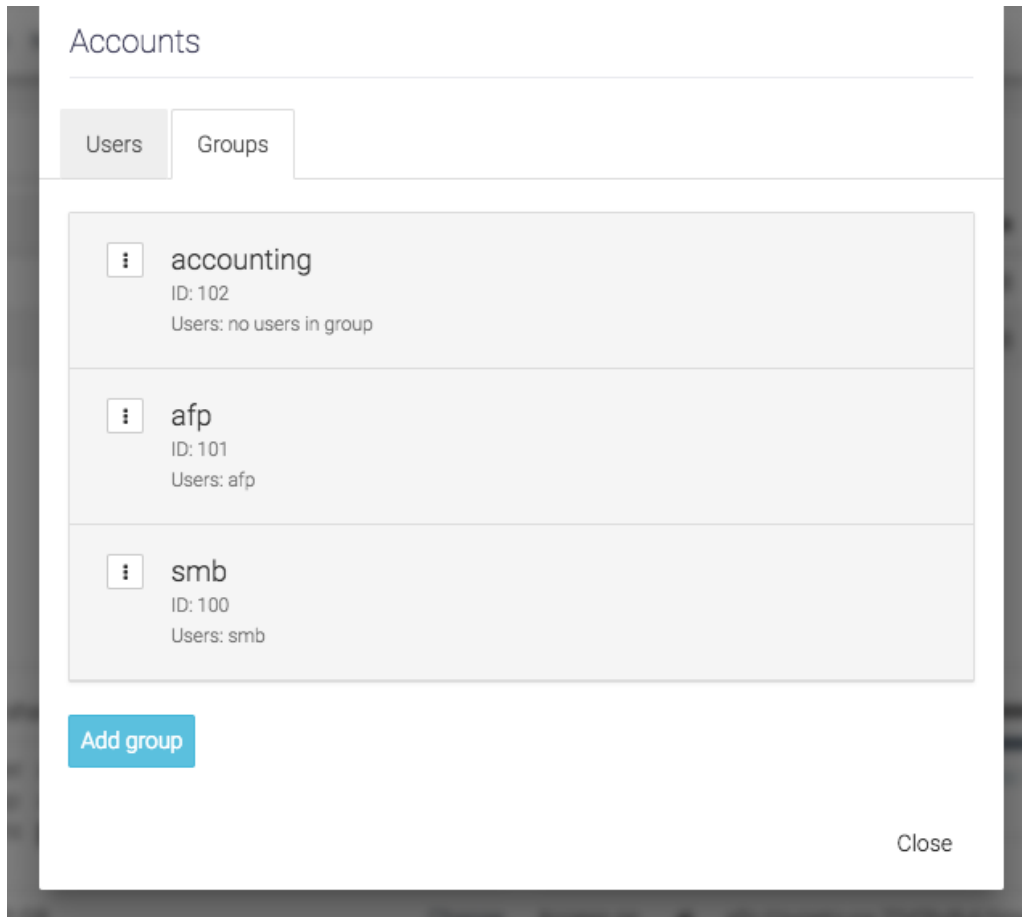 Accounts
Users Groups
accounting
ID: 102
Users: no users in group
afp
ID: 101
Users: afp
smb
ID: 100
Users: smb
Add group
Close